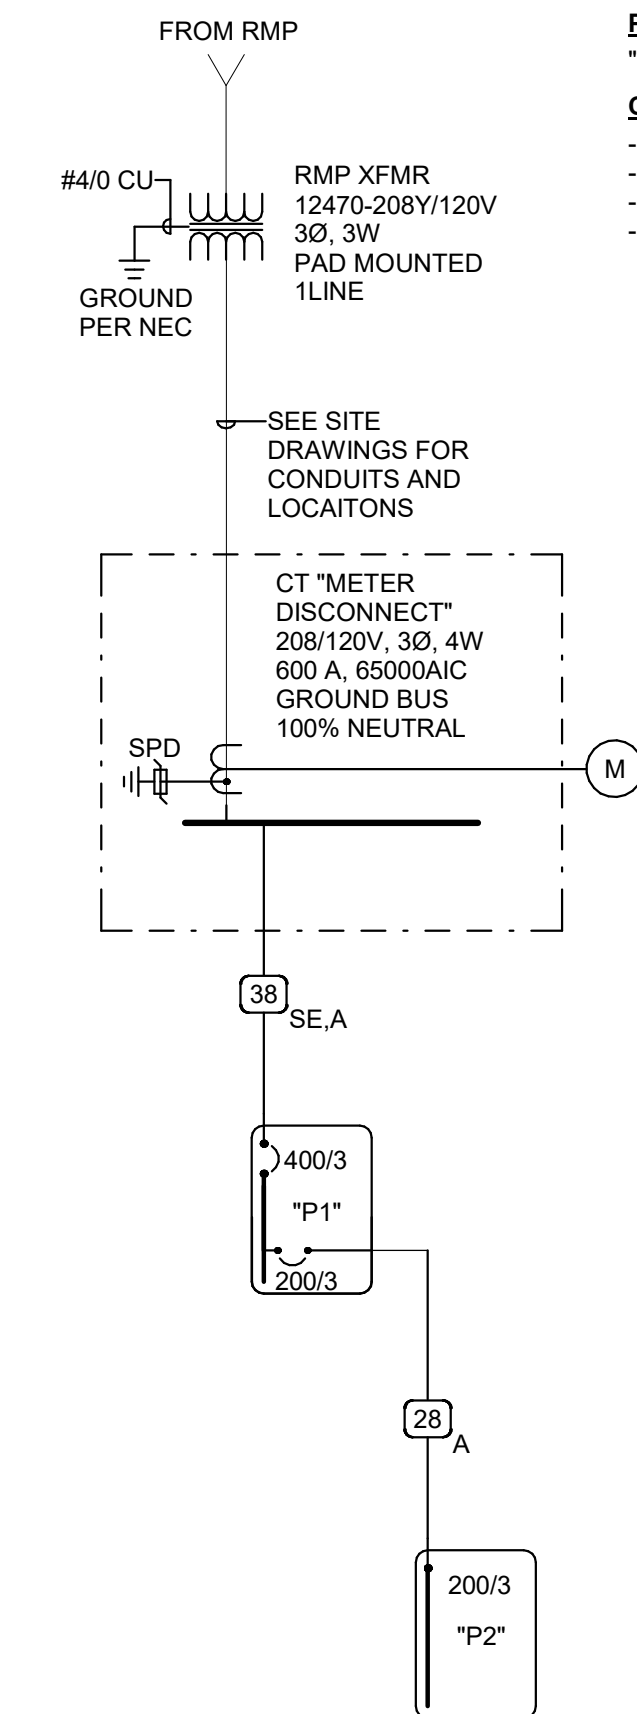 FROM RMP
#4/0 CU
RMP XFMR
12470-208Y/120V
3Ø, 3W
PAD MOUNTED
1LINE
GROUND
PER NEC
SEE SITE
DRAWINGS FOR
CONDUITS AND
LOCAITONS
CT "METER
DISCONNECT"
208/120V, 3Ø, 4W
600 A, 65000AIC
GROUND BUS
100% NEUTRAL
SPD
M
38
SE,A
400/3
"P1"
200/3
28
A
200/3
"P2"